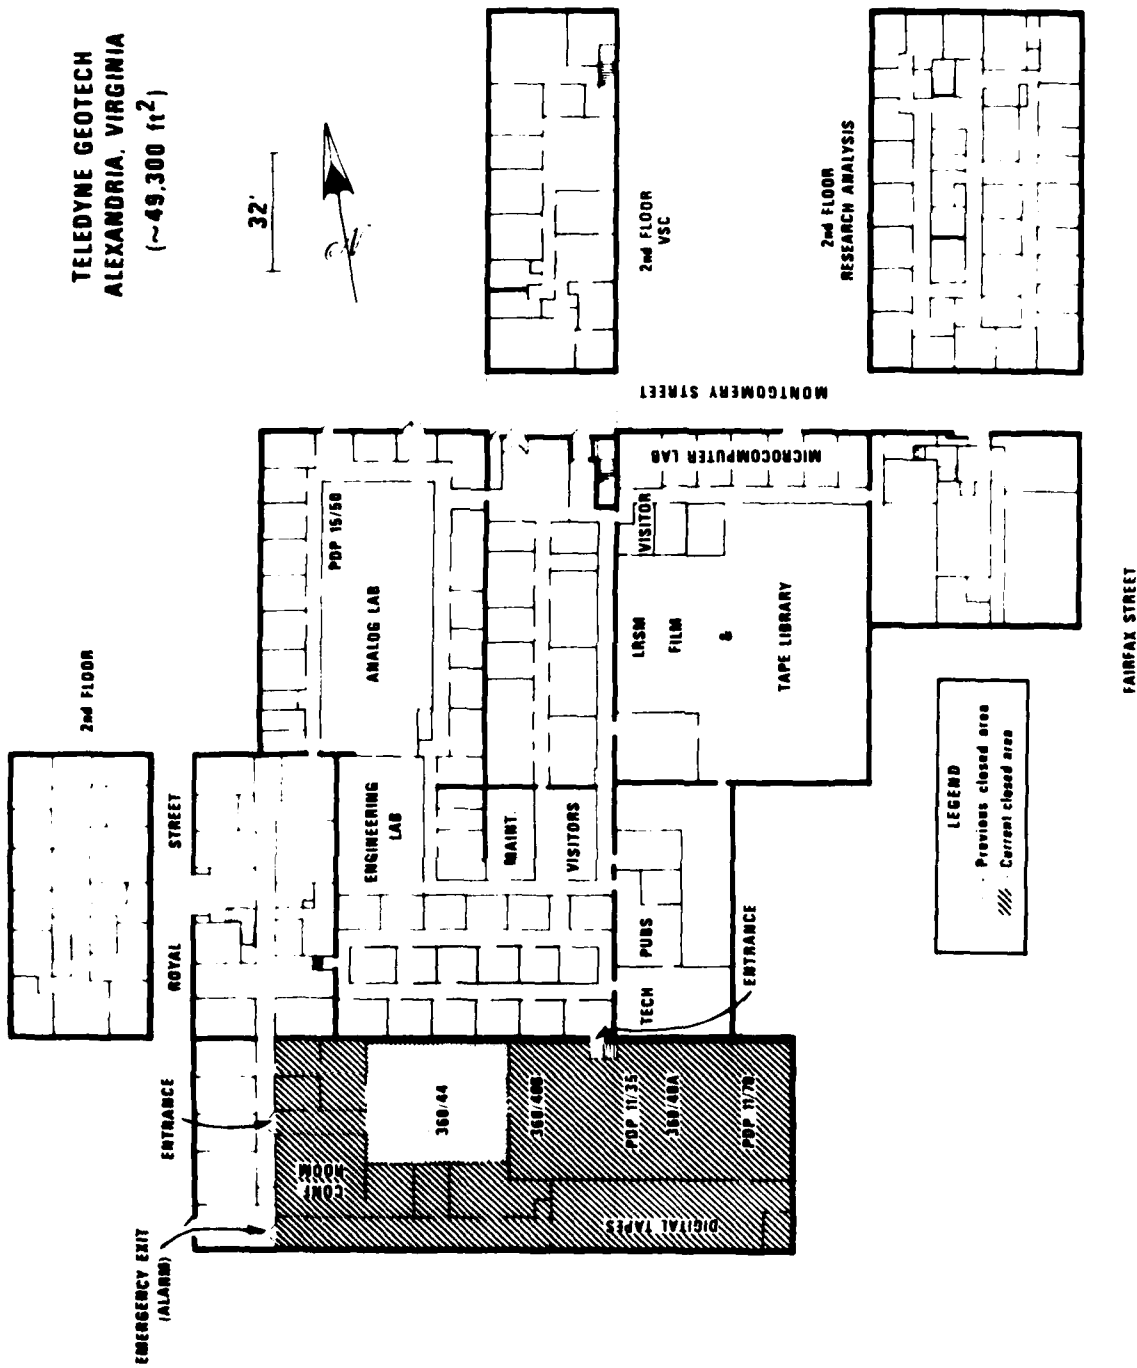 TELEDYNE GEOTECH
ALEXANDRIA, VIRGINIA
(~49,300 ft²)
32'
N
2nd FLOOR
VSC
2nd FLOOR
RESEARCH ANALYSIS
MONTGOMERY STREET
2nd FLOOR
ROYAL STREET
PDP 15/50
ANALOG LAB
ENGINEERING
LAB
MAINT.
VISITORS
VISITOR
MICROCOMPUTER LAB
LRSM
FILM
&
TAPE LIBRARY
TECH PUBS
ENTRANCE
FAIRFAX STREET
LEGEND
Previous closed area
Current closed area
EMERGENCY EXIT
(ALARM)
ENTRANCE
CONF
ROOM
360/44
360/40B
PDP 11/35
360/40A
PDP 11/70
DIGITAL TAPES